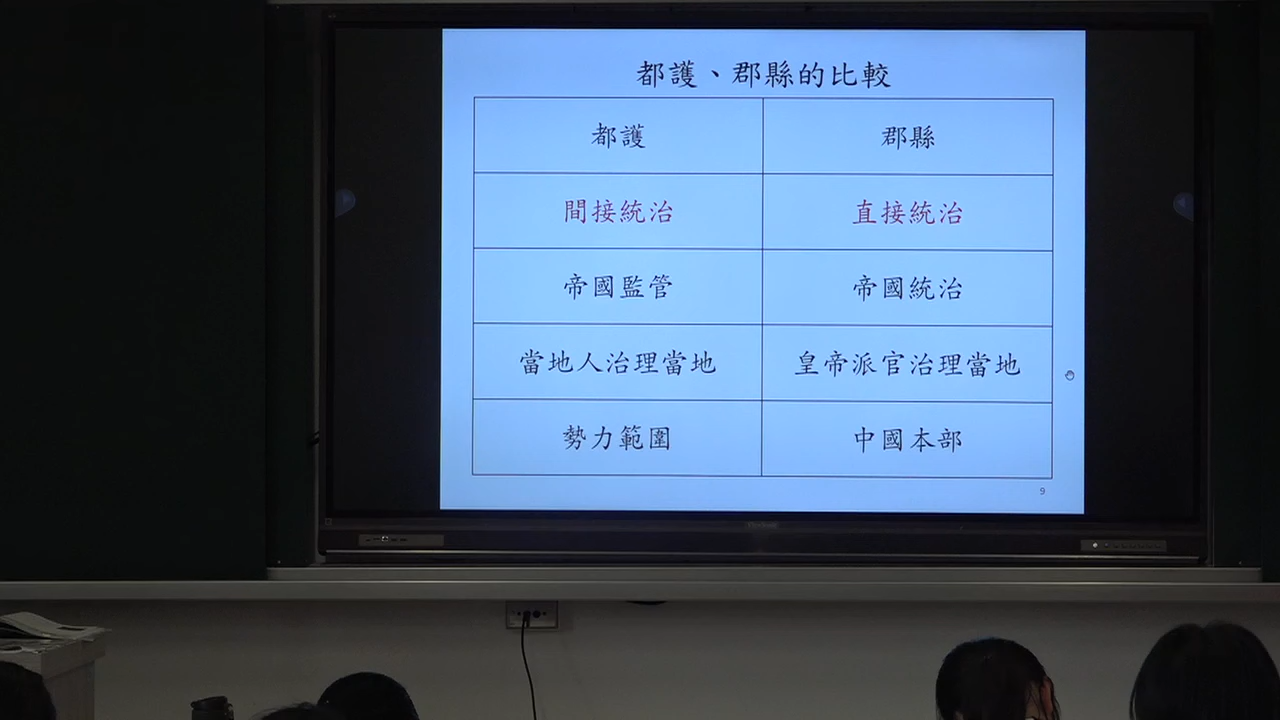 都護、郡縣的比較
都護 郡縣
間接統治 直接統治
帝國監管 帝國統治
當地人治理當地 皇帝派官治理當地
勢力範圍 中國本部
9